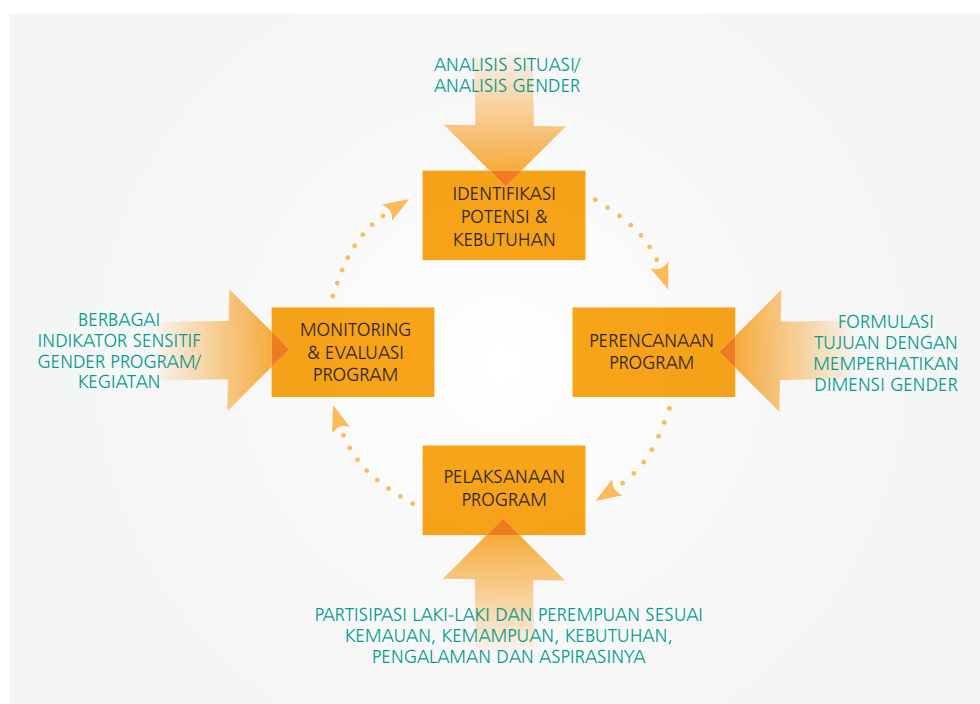 ANALISIS SITUASI/
ANALISIS GENDER
IDENTIFIKASI
POTENSI &
KEBUTUHAN
BERBAGAI
INDIKATOR SENSITIF
GENDER PROGRAM/
KEGIATAN
MONITORING
& EVALUASI
PROGRAM
PERENCANAAN
PROGRAM
FORMULASI
TUJUAN DENGAN
MEMPERHATIKAN
DIMENSI GENDER
PELAKSANAAN
PROGRAM
PARTISIPASI LAKI-LAKI DAN PEREMPUAN SESUAI
KEMAUAN, KEMAMPUAN, KEBUTUHAN,
PENGALAMAN DAN ASPIRASINYA